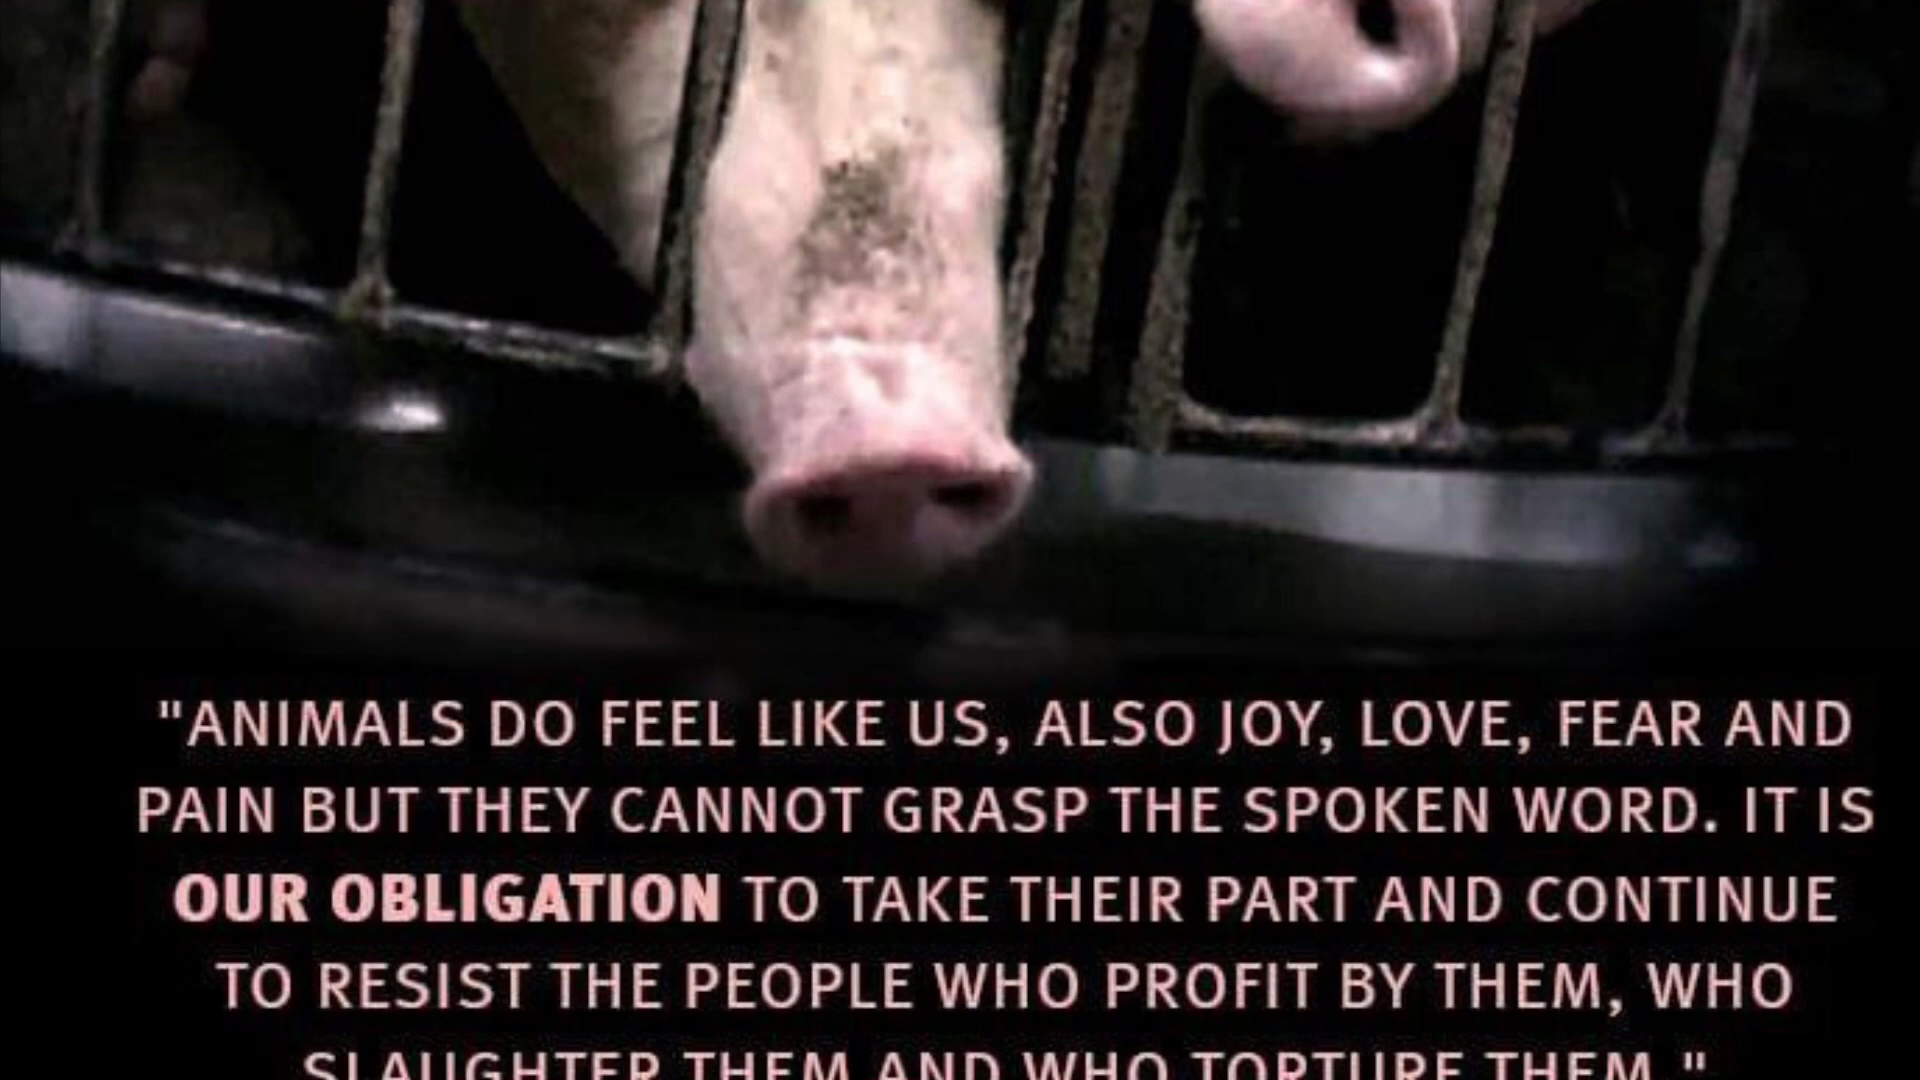 "ANIMALS DO FEEL LIKE US, ALSO JOY, LOVE, FEAR AND
PAIN BUT THEY CANNOT GRASP THE SPOKEN WORD. IT IS
OUR OBLIGATION TO TAKE THEIR PART AND CONTINUE
TO RESIST THE PEOPLE WHO PROFIT BY THEM, WHO
SLAUGHTER THEM AND WHO TORTURE THEM."